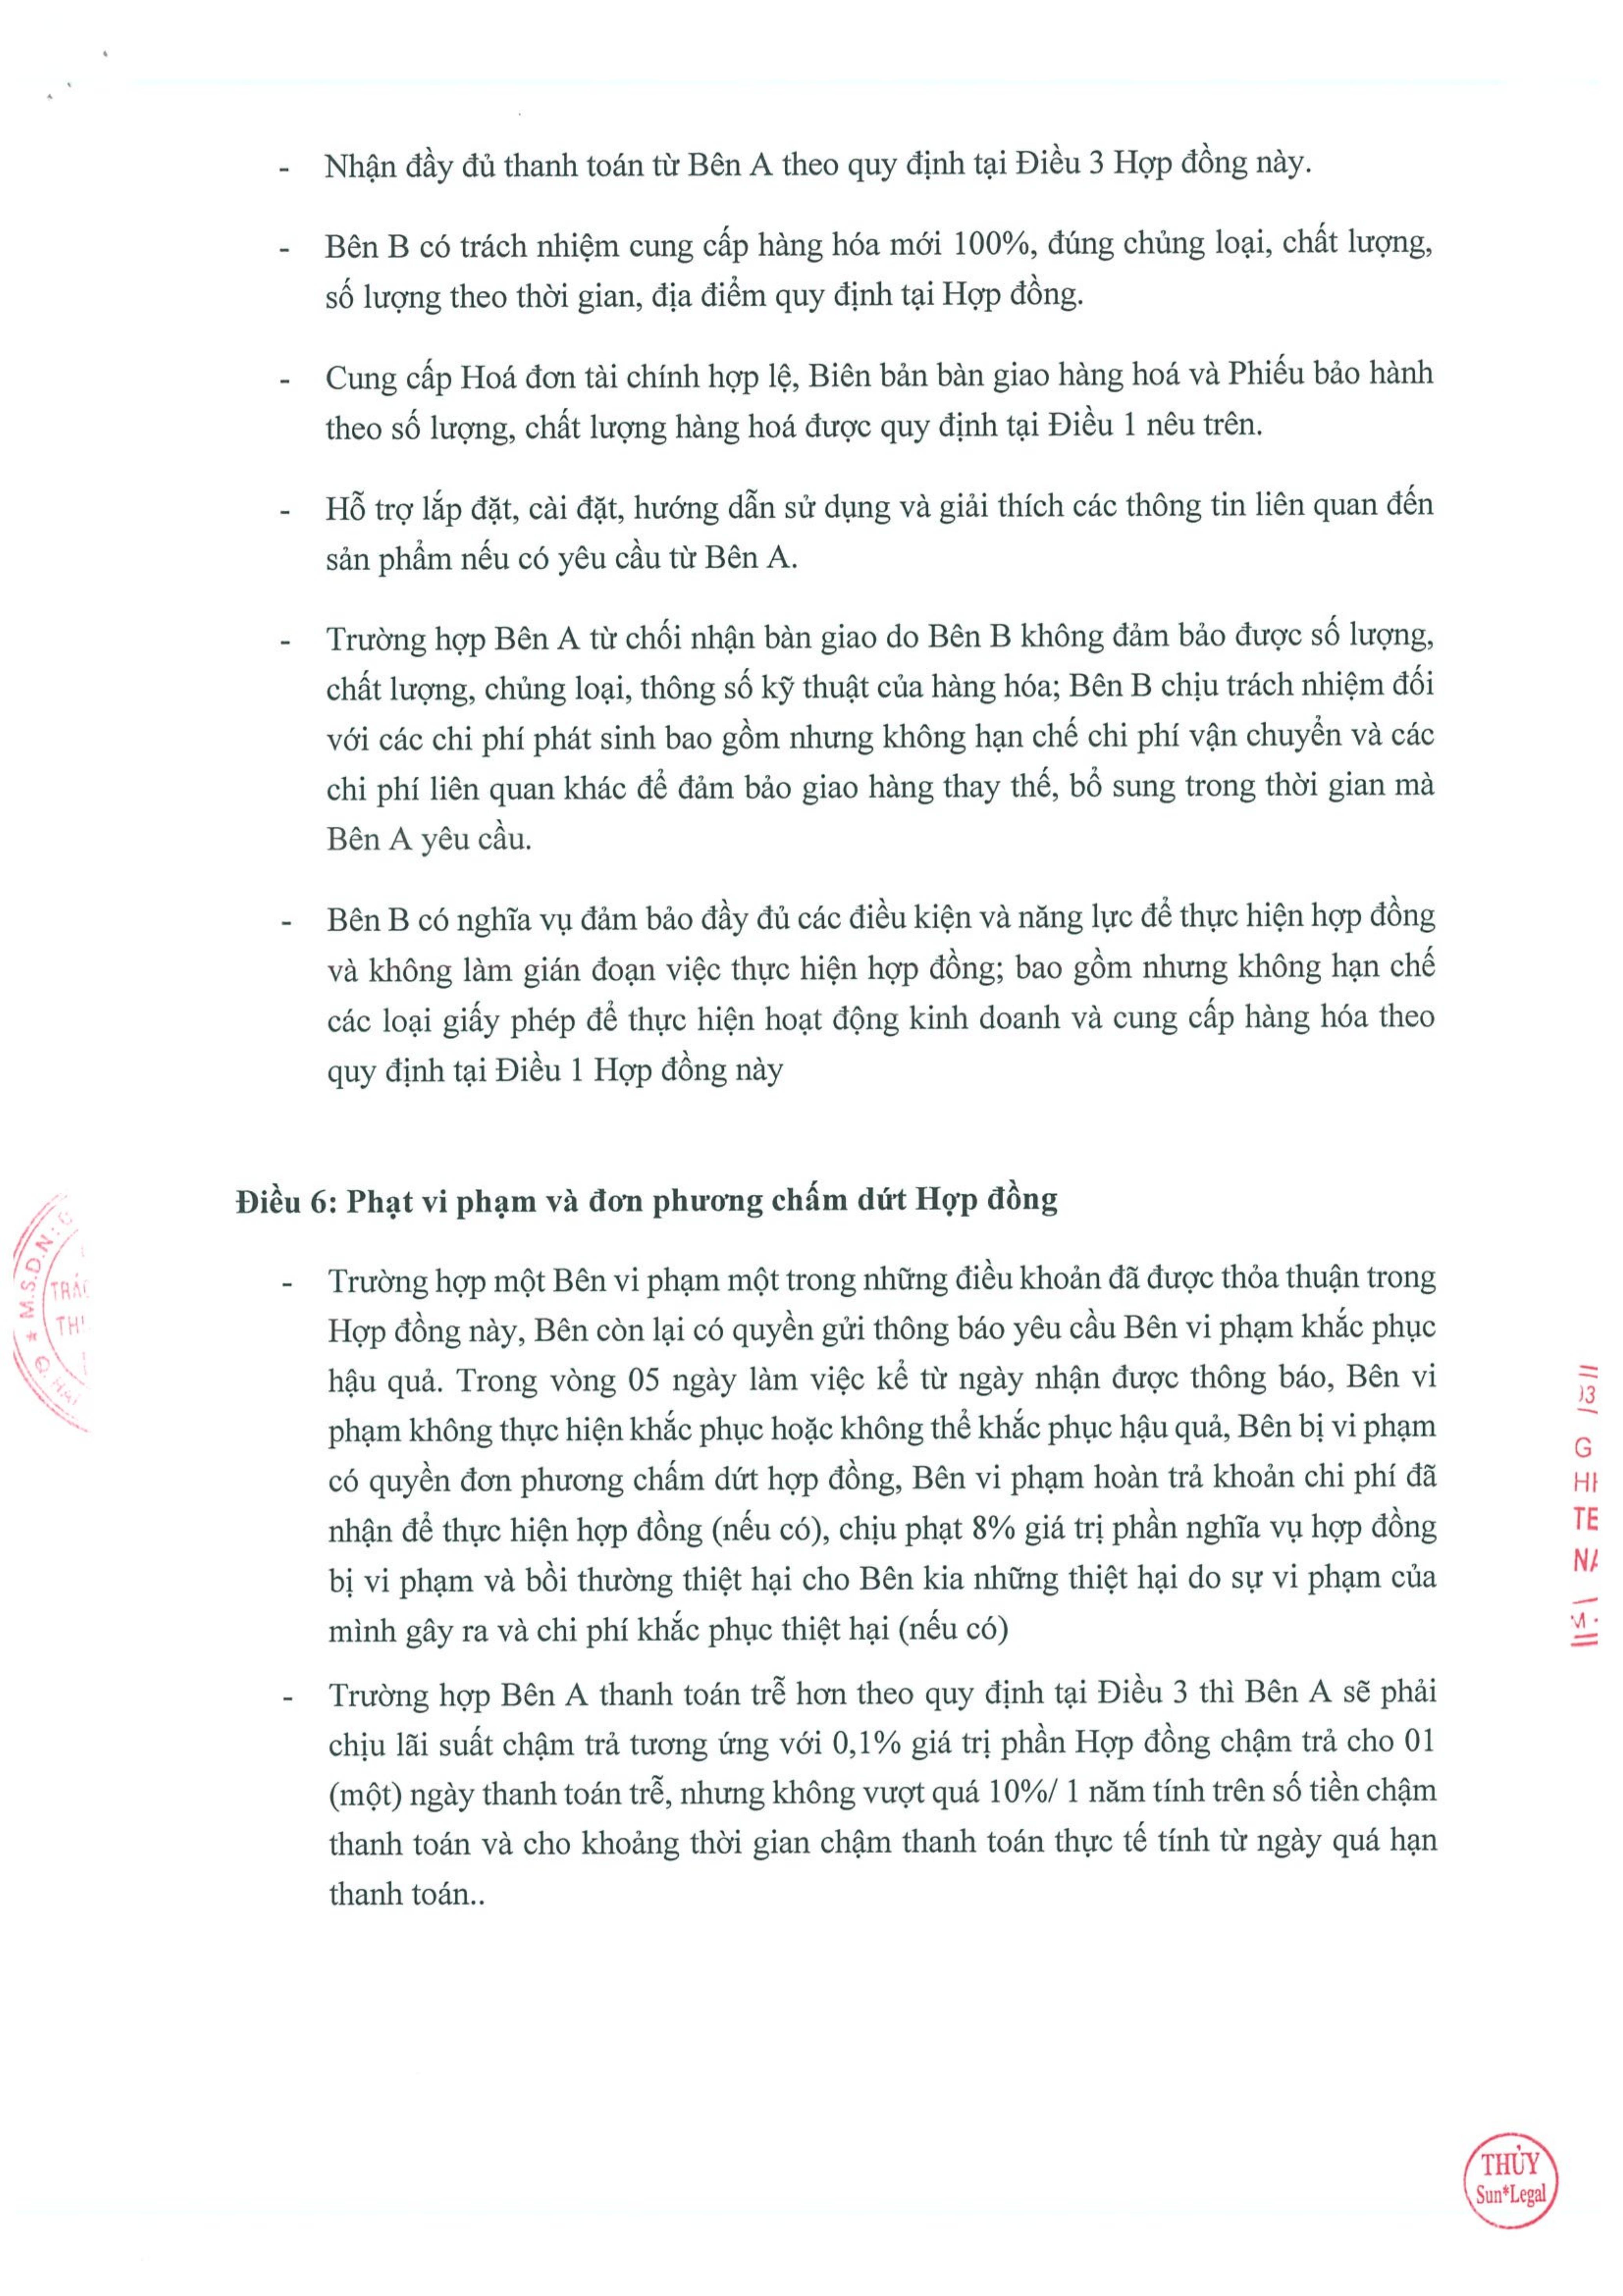 - Nhận đầy đủ thanh toán từ Bên A theo quy định tại Điều 3 Hợp đồng này.
- Bên B có trách nhiệm cung cấp hàng hóa mới 100%, đúng chủng loại, chất lượng,
số lượng theo thời gian, địa điểm quy định tại Hợp đồng.
- Cung cấp Hoá đơn tài chính hợp lệ, Biên bản bàn giao hàng hoá và Phiếu bảo hành
theo số lượng, chất lượng hàng hoá được quy định tại Điều 1 nêu trên.
- Hỗ trợ lắp đặt, cài đặt, hướng dẫn sử dụng và giải thích các thông tin liên quan đến
sản phẩm nếu có yêu cầu từ Bên A.
- Trường hợp Bên A từ chối nhận bàn giao do Bên B không đảm bảo được số lượng,
chất lượng, chủng loại, thông số kỹ thuật của hàng hóa; Bên B chịu trách nhiệm đối
với các chi phí phát sinh bao gồm nhưng không hạn chế chi phí vận chuyển và các
chi phí liên quan khác để đảm bảo giao hàng thay thế, bổ sung trong thời gian mà
Bên A yêu cầu.
- Bên B có nghĩa vụ đảm bảo đầy đủ các điều kiện và năng lực để thực hiện hợp đồng
và không làm gián đoạn việc thực hiện hợp đồng; bao gồm nhưng không hạn chế
các loại giấy phép để thực hiện hoạt động kinh doanh và cung cấp hàng hóa theo
quy định tại Điều 1 Hợp đồng này
Điều 6: Phạt vi phạm và đơn phương chấm dứt Hợp đồng
- Trường hợp một Bên vi phạm một trong những điều khoản đã được thỏa thuận trong
Hợp đồng này, Bên còn lại có quyền gửi thông báo yêu cầu Bên vi phạm khắc phục
hậu quả. Trong vòng 05 ngày làm việc kể từ ngày nhận được thông báo, Bên vi
phạm không thực hiện khắc phục hoặc không thể khắc phục hậu quả, Bên bị vi phạm
có quyền đơn phương chấm dứt hợp đồng, Bên vi phạm hoàn trả khoản chi phí đã
nhận để thực hiện hợp đồng (nếu có), chịu phạt 8% giá trị phần nghĩa vụ hợp đồng
bị vi phạm và bồi thường thiệt hại cho Bên kia những thiệt hại do sự vi phạm của
mình gây ra và chi phí khắc phục thiệt hại (nếu có)
- Trường hợp Bên A thanh toán trễ hơn theo quy định tại Điều 3 thì Bên A sẽ phải
chịu lãi suất chậm trả tương ứng với 0,1% giá trị phần Hợp đồng chậm trả cho 01
(một) ngày thanh toán trễ, nhưng không vượt quá 10%/ 1 năm tính trên số tiền chậm
thanh toán và cho khoảng thời gian chậm thanh toán thực tế tính từ ngày quá hạn
thanh toán..
★ M.S.D.N:
G
TE
THỦY
Sun*Legal